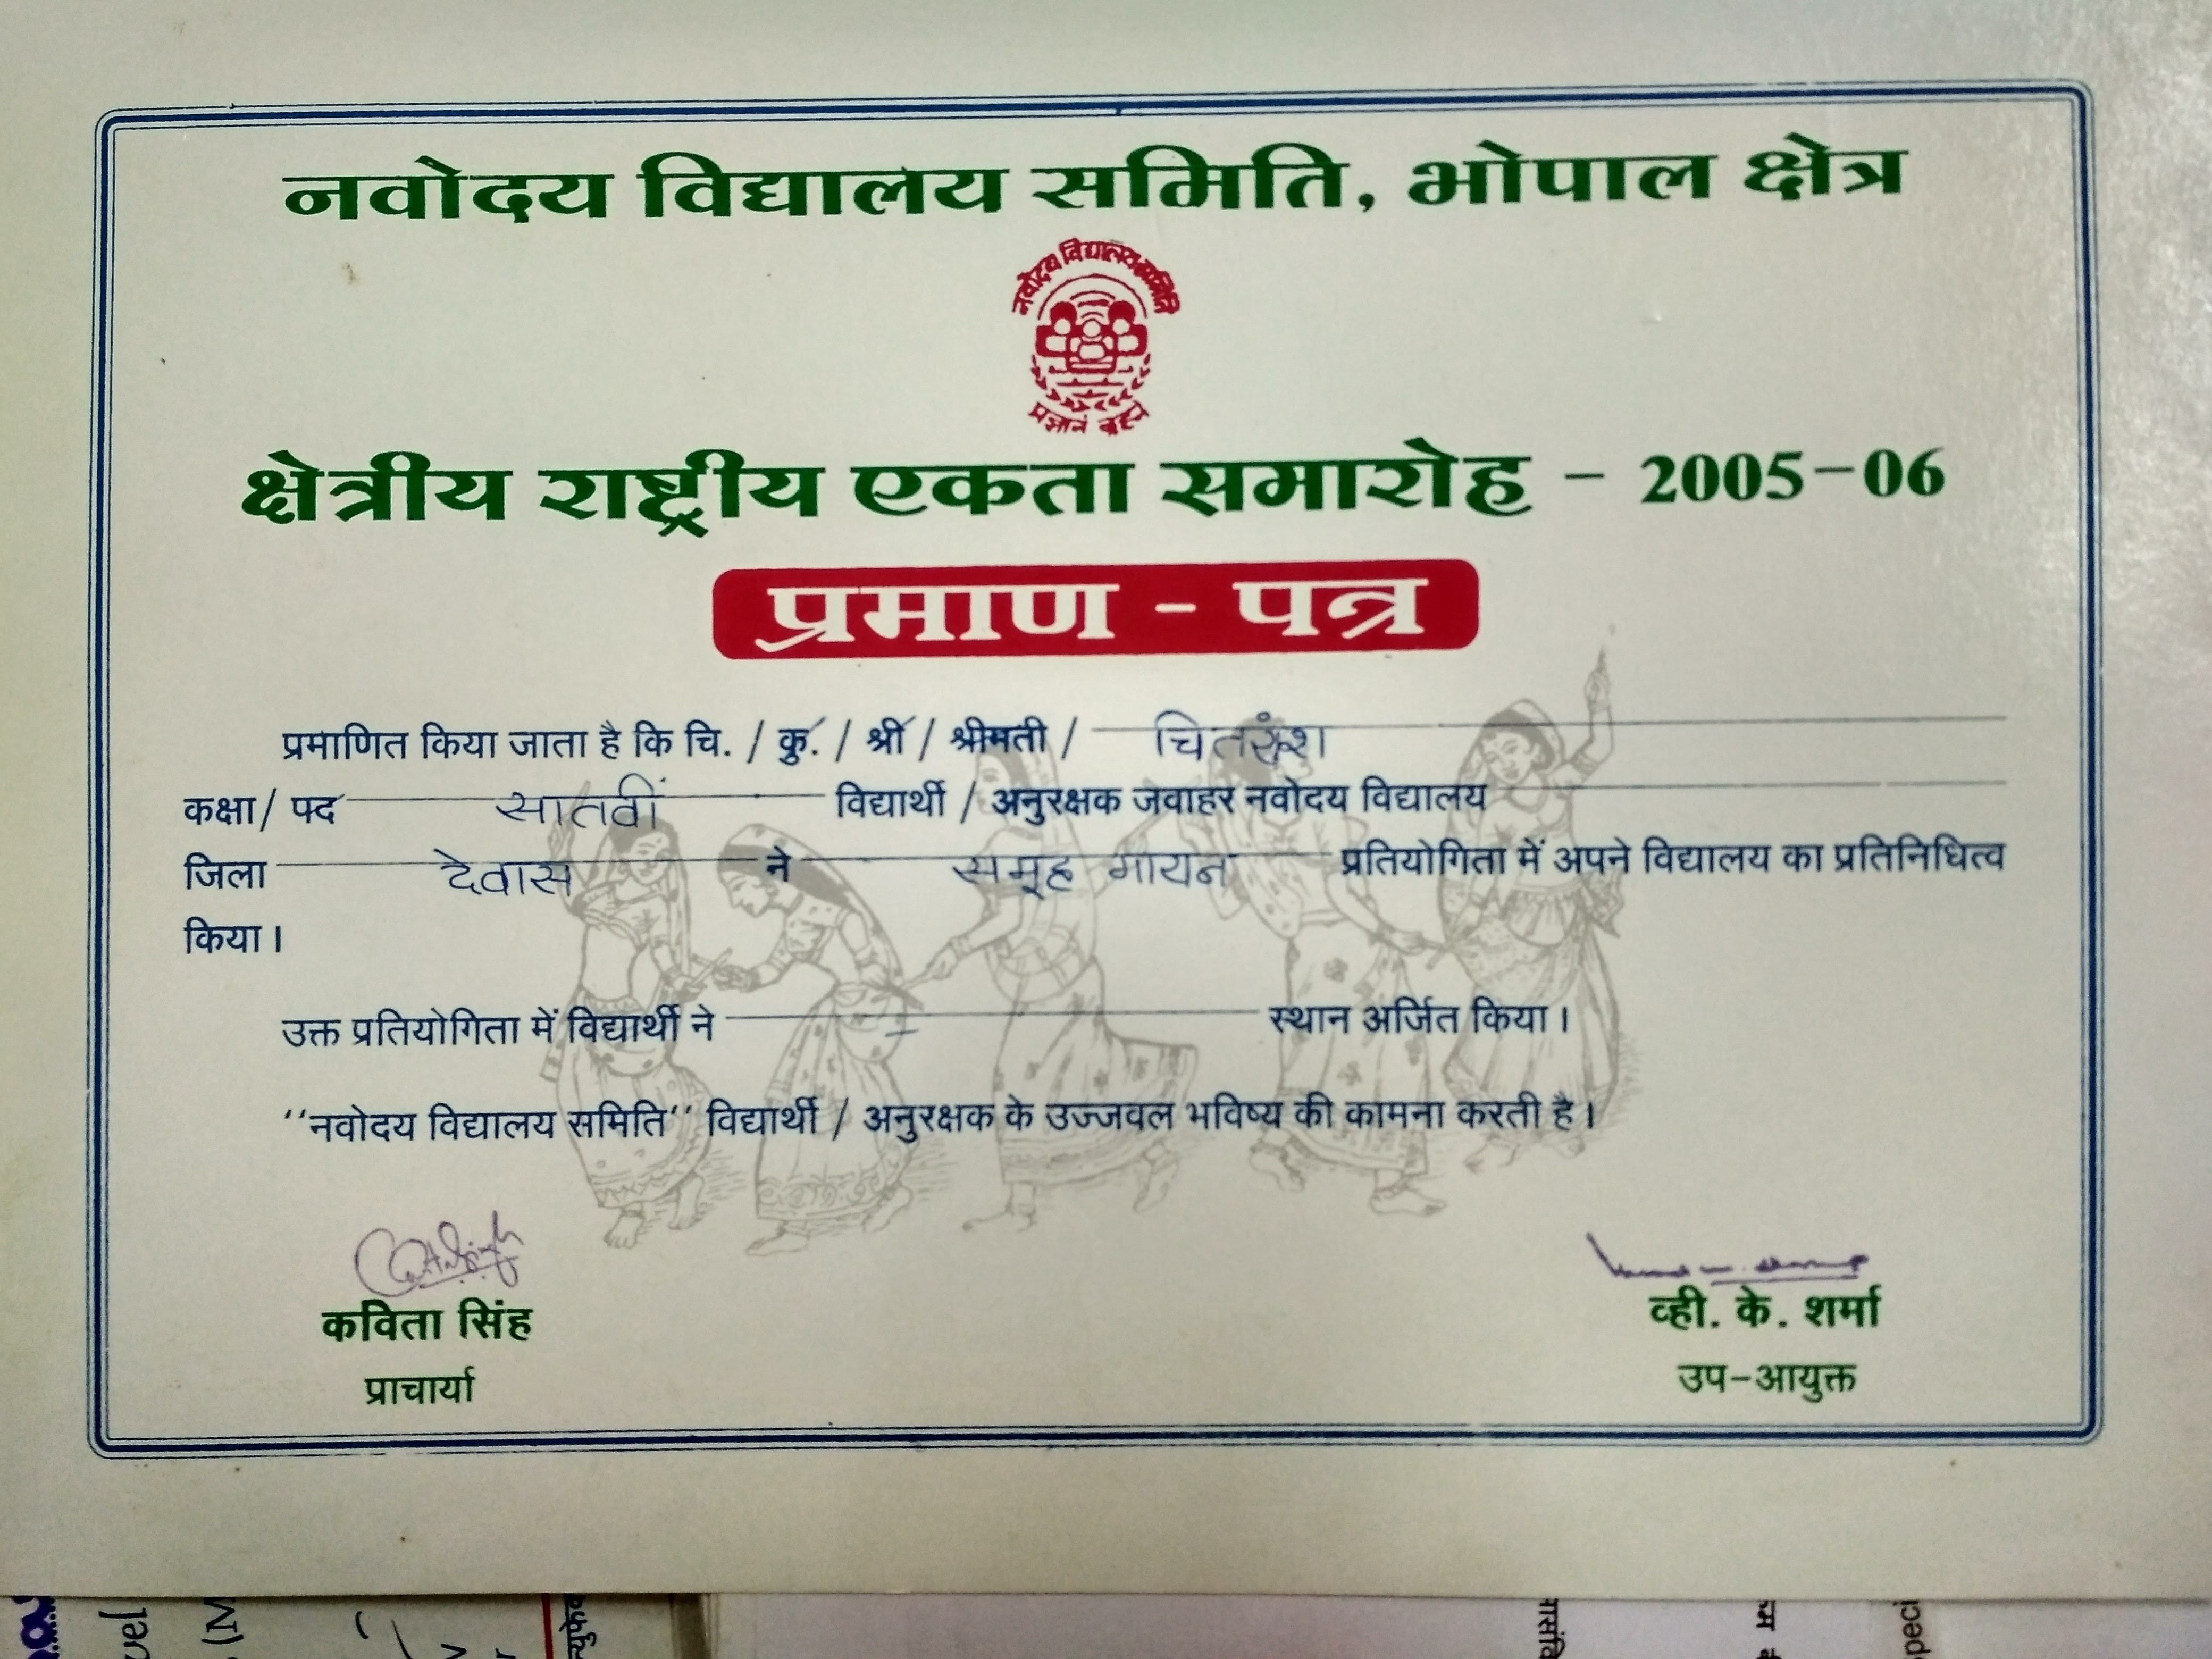 नवोदय विद्यालय समिति, भोपाल क्षेत्र
नवोदय विद्यालय समिति
प्रज्ञानं ब्रह्म
क्षेत्रीय राष्ट्रीय एकता समारोह - 2005-06
प्रमाण - पत्र
प्रमाणित किया जाता है कि चि. / कु. / श्री / श्रीमती /
कक्षा/ पद सातवीं विद्यार्थी / अनुरक्षक जवाहर नवोदय विद्यालय
जिला देवास ने समूह गायन प्रतियोगिता में अपने विद्यालय का प्रतिनिधित्व
किया।
उक्त प्रतियोगिता में विद्यार्थी ने - स्थान अर्जित किया।
‘‘नवोदय विद्यालय समिति’’ विद्यार्थी / अनुरक्षक के उज्जवल भविष्य की कामना करती है।
कविता सिंह
प्राचार्या
व्ही. के. शर्मा
उप-आयुक्त